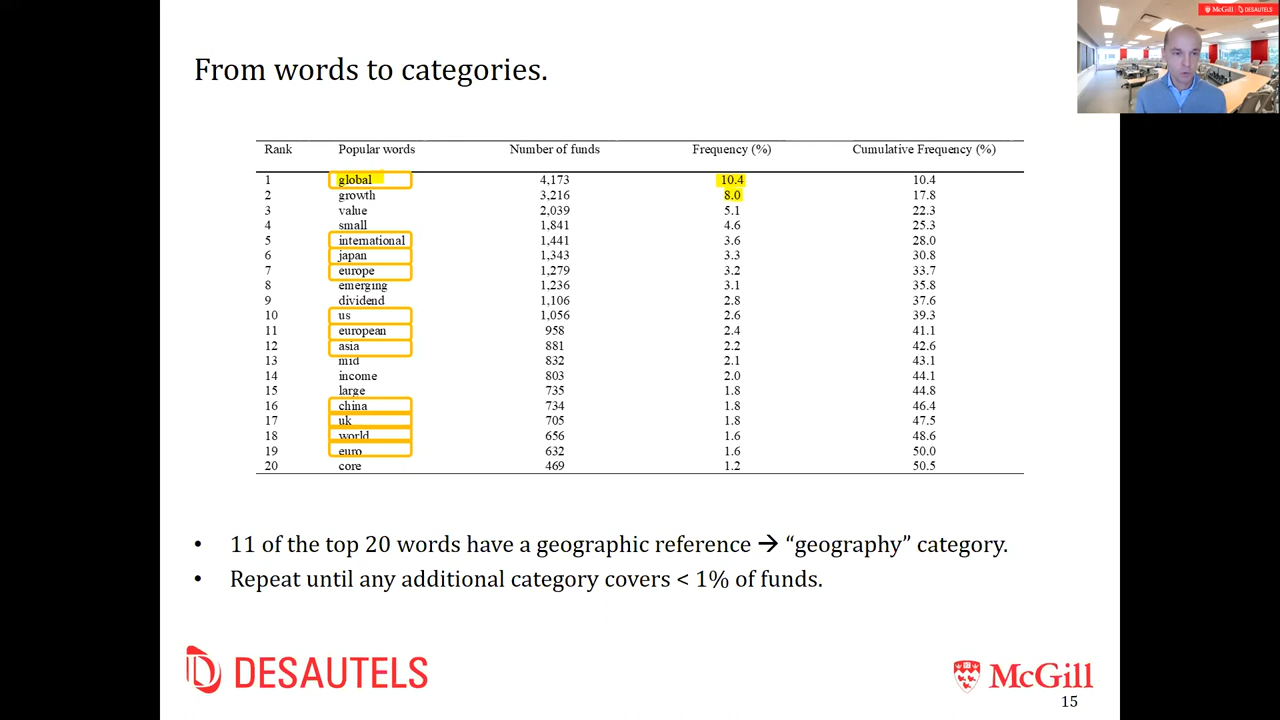 McGill DESAUTELS
From words to categories.
Rank Popular words Number of funds Frequency (%) Cumulative Frequency (%)
1 global 4,173 10.4 10.4
2 growth 3,216 8.0 17.8
3 value 2,039 5.1 22.3
4 small 1,841 4.6 25.3
5 international 1,441 3.6 28.0
6 japan 1,343 3.3 30.8
7 europe 1,279 3.2 33.7
8 emerging 1,236 3.1 35.8
9 dividend 1,106 2.8 37.6
10 us 1,056 2.6 39.3
11 european 958 2.4 41.1
12 asia 881 2.2 42.6
13 mid 832 2.1 43.1
14 income 803 2.0 44.1
15 large 735 1.8 44.8
16 china 734 1.8 46.4
17 uk 705 1.8 47.5
18 world 656 1.6 48.6
19 euro 632 1.6 50.0
20 core 469 1.2 50.5
• 11 of the top 20 words have a geographic reference → “geography” category.
• Repeat until any additional category covers < 1% of funds.
DESAUTELS
McGill
15